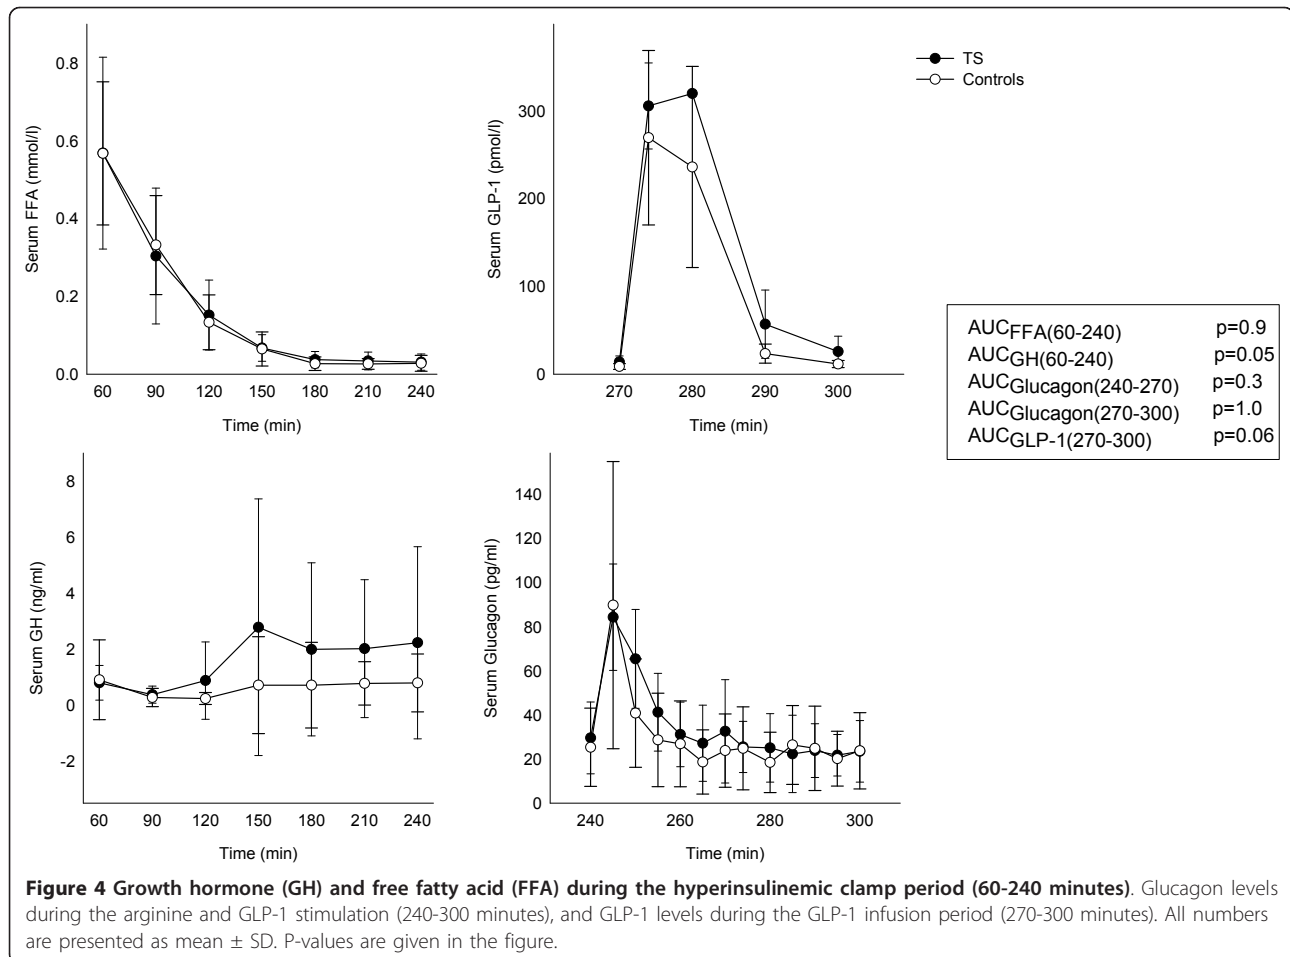 0.8
0.6
0.4
0.2
0.0
Serum FFA (mmol/l)
60 90 120 150 180 210 240
Time (min)
300
200
100
0
Serum GLP-1 (pmol/l)
270 280 290 300
Time (min)
TS
Controls
AUCFFA(60-240) p=0.9
AUCGH(60-240) p=0.05
AUCGlucagon(240-270) p=0.3
AUCGlucagon(270-300) p=1.0
AUCGLP-1(270-300) p=0.06
8
6
4
2
0
-2
Serum GH (ng/ml)
60 90 120 150 180 210 240
Time (min)
140
120
100
80
60
40
20
0
Serum Glucagon (pg/ml)
240 260 280 300
Time (min)
Figure 4 Growth hormone (GH) and free fatty acid (FFA) during the hyperinsulinemic clamp period (60-240 minutes). Glucagon levels
during the arginine and GLP-1 stimulation (240-300 minutes), and GLP-1 levels during the GLP-1 infusion period (270-300 minutes). All numbers
are presented as mean ± SD. P-values are given in the figure.